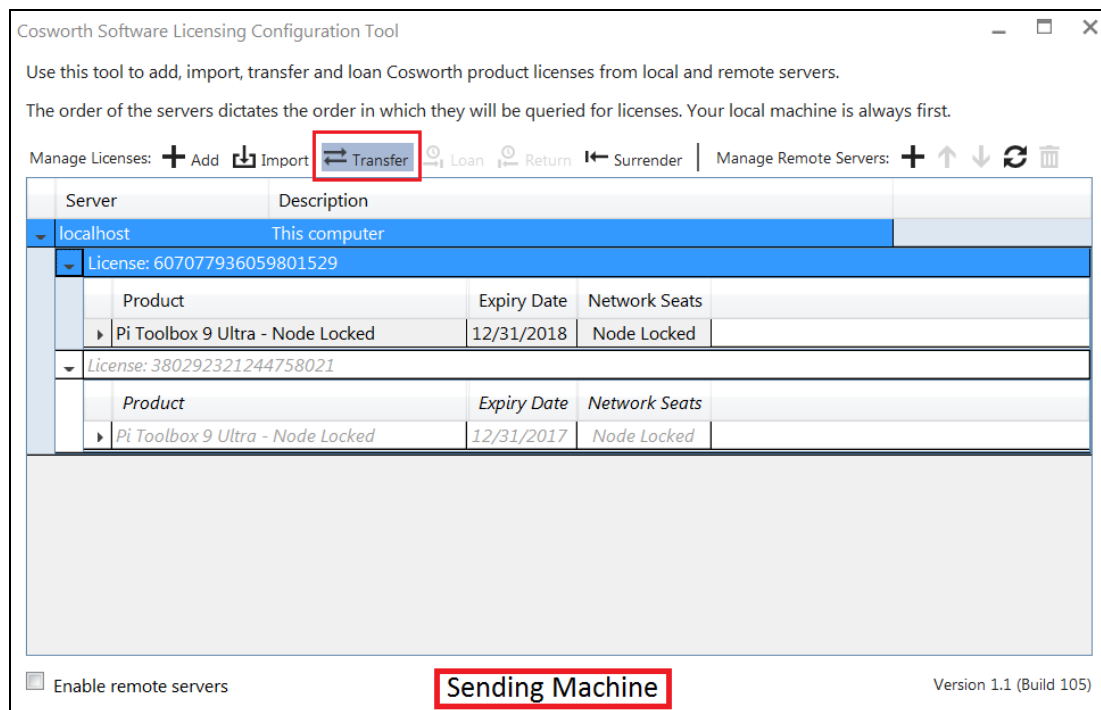 Cosworth Software Licensing Configuration Tool
Use this tool to add, import, transfer and loan Cosworth product licenses from local and remote servers.
The order of the servers dictates the order in which they will be queried for licenses. Your local machine is always first.
Manage Licenses: Add Import Transfer Loan Return Surrender Manage Remote Servers:
Server Description
localhost This computer
License: 607077936059801529
Product Expiry Date Network Seats
Pi Toolbox 9 Ultra - Node Locked 12/31/2018 Node Locked
License: 380292321244758021
Product Expiry Date Network Seats
Pi Toolbox 9 Ultra - Node Locked 12/31/2017 Node Locked
Enable remote servers Sending Machine Version 1.1 (Build 105)